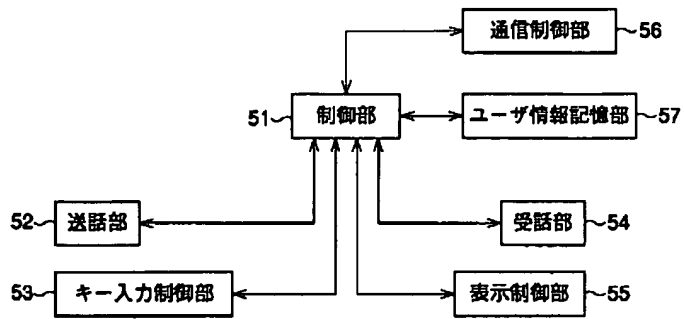 通信制御部 56
51 制御部
ユーザ情報記憶部 57
52 送話部
受話部 54
53 キー入力制御部
表示制御部 55